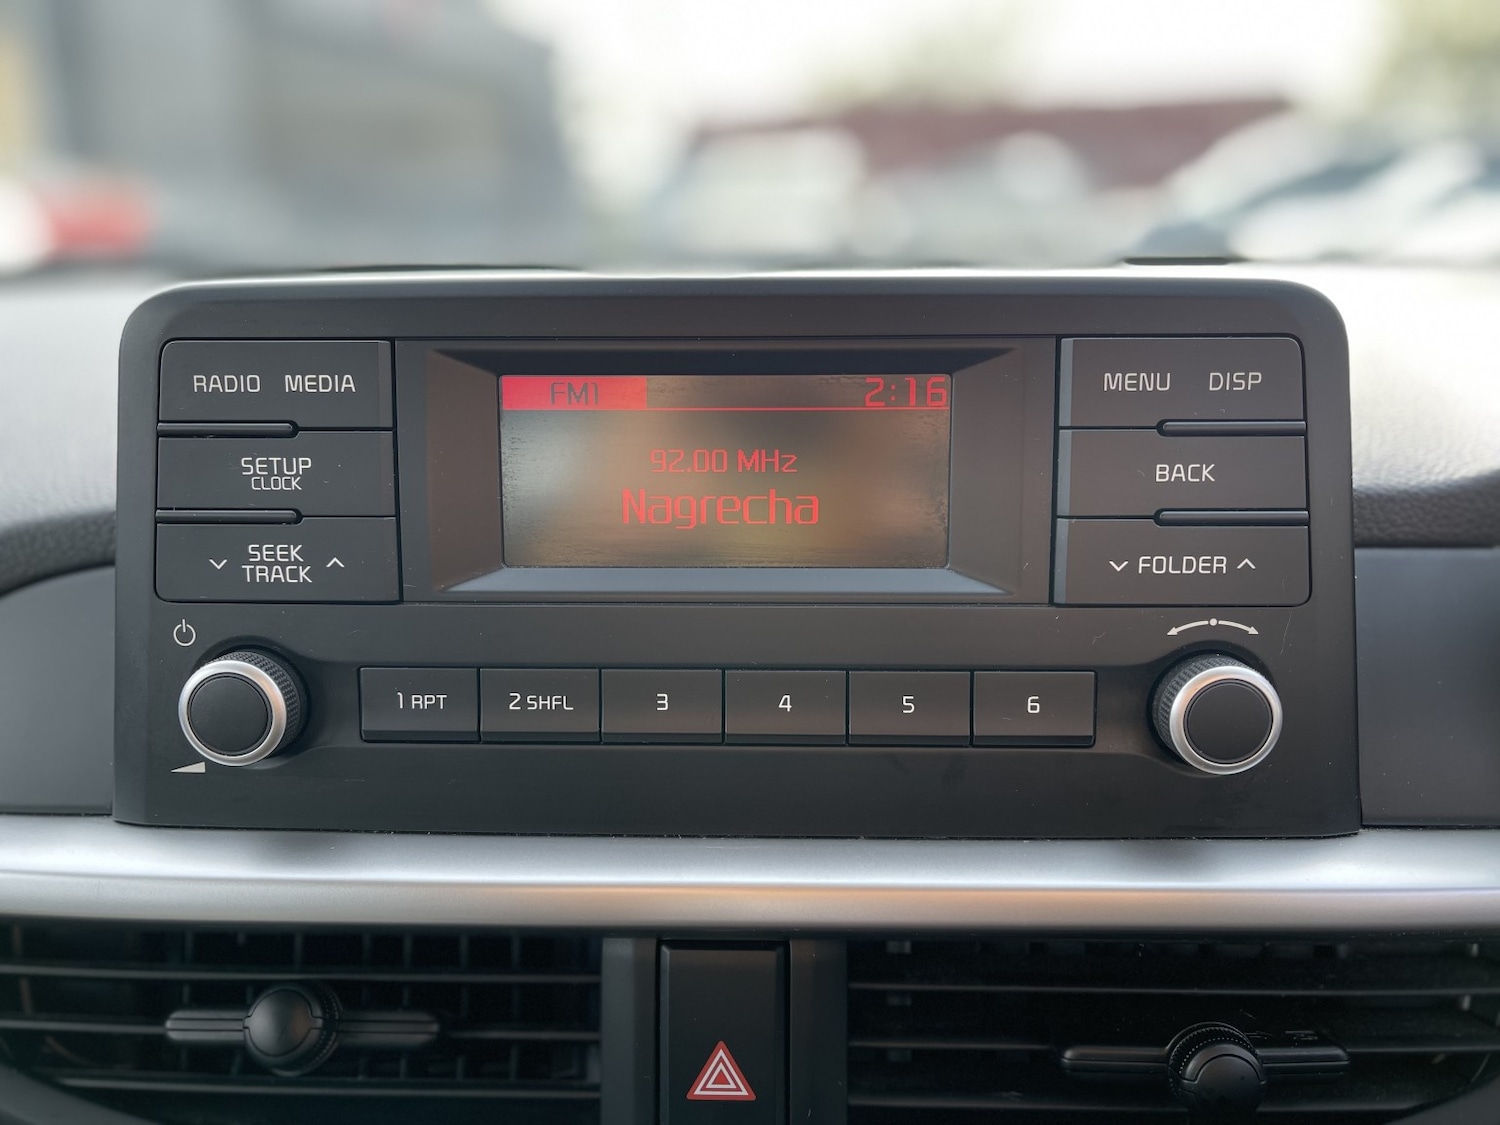 RADIO MEDIA
SETUP
CLOCK
SEEK
TRACK
FM1 2:16
92.00 MHz
Nagrecha
MENU DISP
BACK
FOLDER
1 RPT 2 SHFL 3 4 5 6